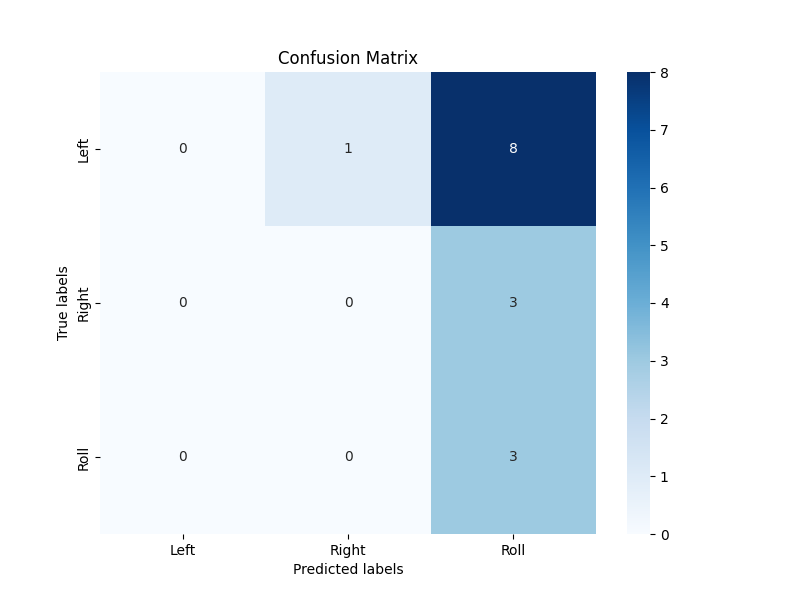 Confusion Matrix
True labels
Left
Right
Roll
0 1 8
0 0 3
0 0 3
Left Right Roll
Predicted labels
8
7
6
5
4
3
2
1
0